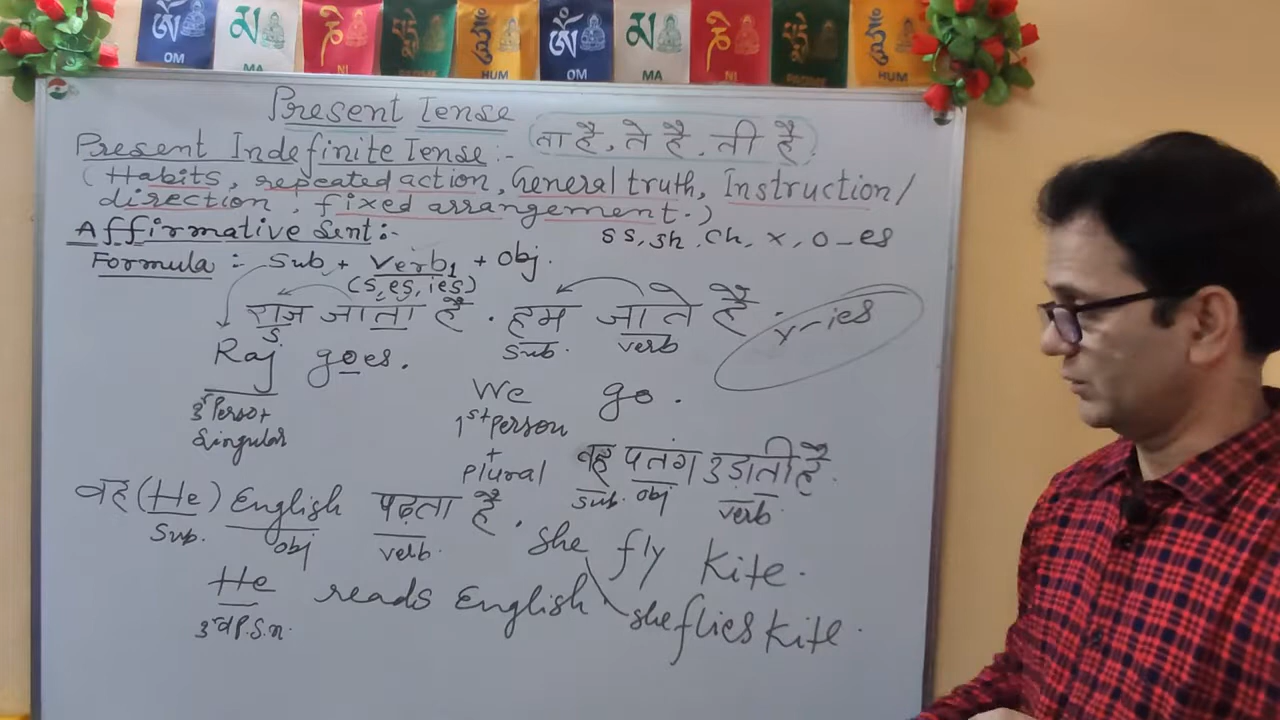 ॐ OM མ MA ནི NI HUM ॐ OM མ MA ནི HUM
Present Tense
Present Indefinite Tense:- ता है, ते है, ती है.
(Habits, repeated action, General truth, Instruction/
direction, fixed arrangement.)
Affirmative Sent:- ss, sh, ch, x, o - es
Formula :- Sub + Verb1 + Obj.
(s, es, ies)
राज जाता है. हम जाते है. y-ies
S. Sub. verb
Raj goes.
We go.
3rd Person+ 1st Person
Singular +
Plural वह पतंग उड़ाती है.
Sub. obj verb
वह (He) English पढ़ता है.
Sub. obj verb.
She fly kite.
He reads English. she flies kite.
3rd P.S.n.